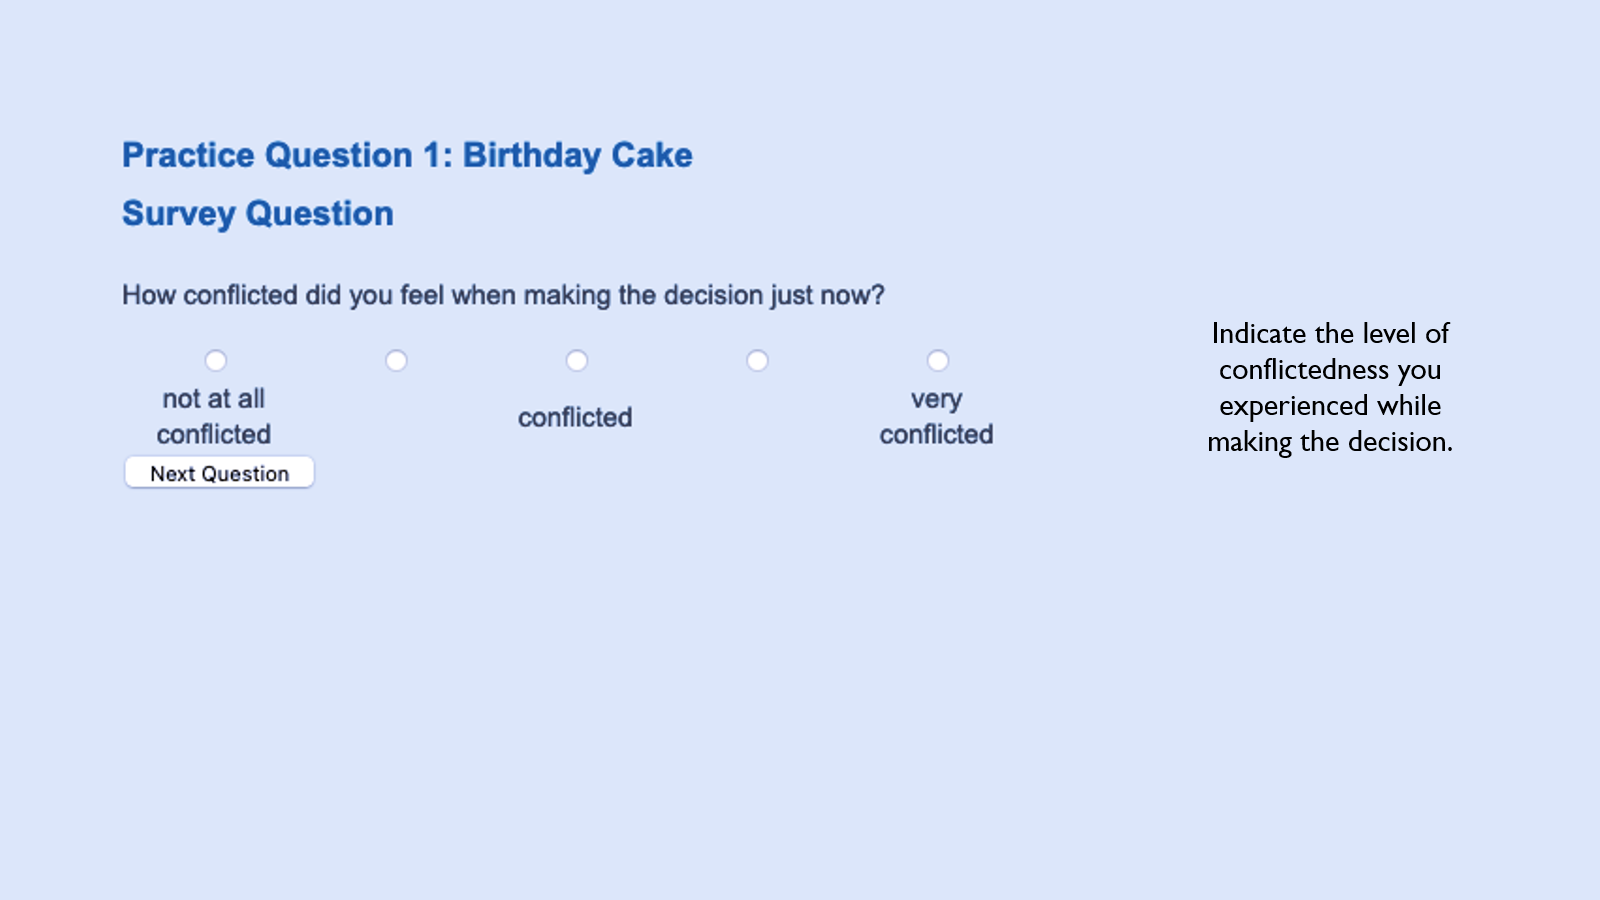 Practice Question 1: Birthday Cake
Survey Question
How conflicted did you feel when making the decision just now?
not at all
conflicted
conflicted
very
conflicted
Next Question
Indicate the level of
conflictedness you
experienced while
making the decision.